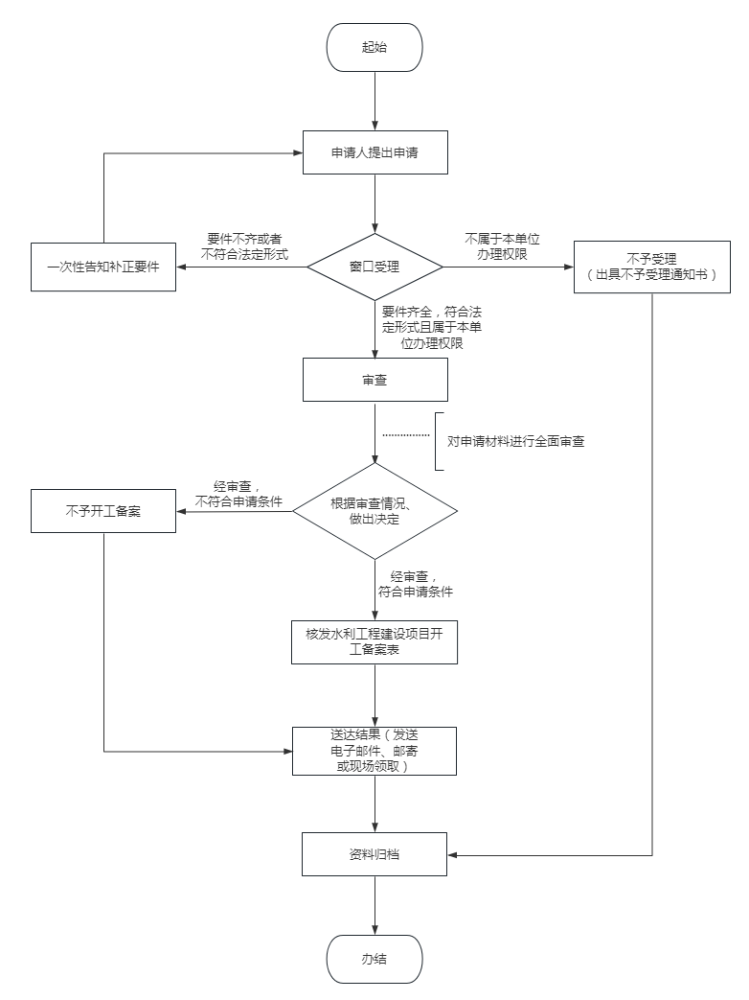 起始
申请人提出申请
要件不齐或者
不符合法定形式
不属于本单位
办理权限
一次性告知补正要件
窗口受理
不予受理
（出具不予受理通知书）
要件齐全，符合法
定形式且属于本单
位办理权限
审查
对申请材料进行全面审查
经审查，
不符合申请条件
不予开工备案
根据审查情况、
做出决定
经审查，
符合申请条件
核发水利工程建设项目开
工备案表
送达结果（发送
电子邮件、邮寄
或现场领取）
资料归档
办结